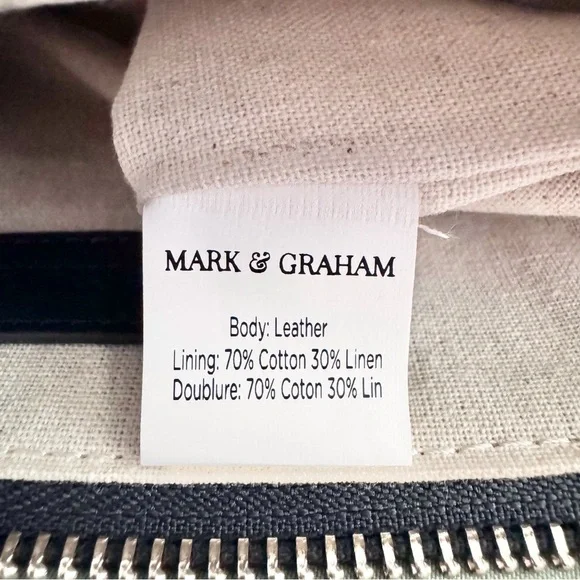 MARK & GRAHAM
Body: Leather
Lining: 70% Cotton 30% Linen
Doublure: 70% Coton 30% Lin